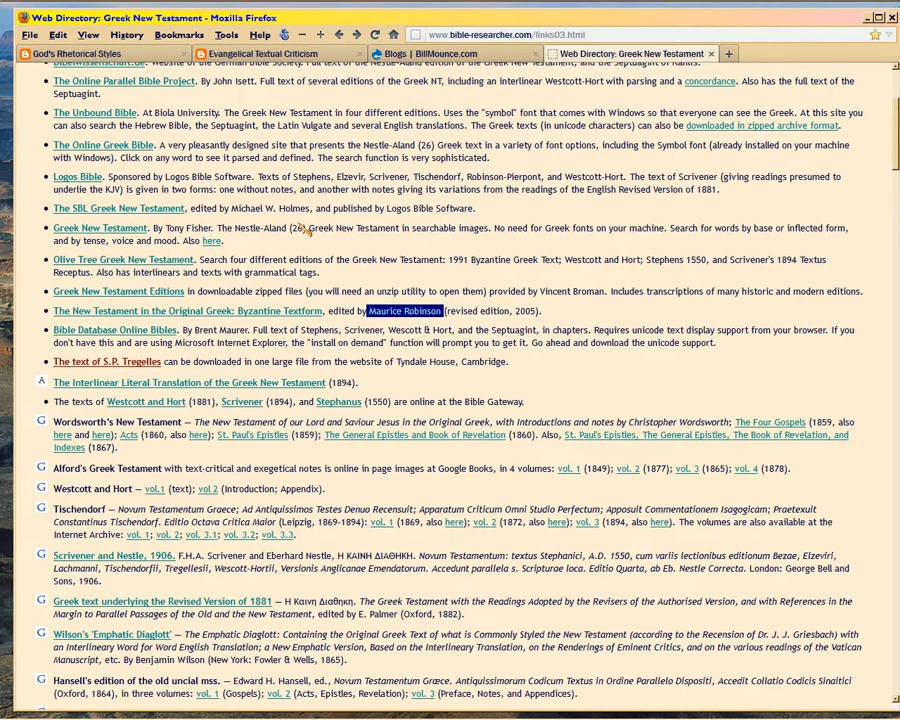 Web Directory: Greek New Testament - Mozilla Firefox
File Edit View History Bookmarks Tools Help www.bible-researcher.com/links03.html
God's Rhetorical Styles Evangelical Textual Criticism Blogs | BillMounce.com Web Directory: Greek New Testament
The Online Parallel Bible Project. By John Isett. Full text of several editions of the Greek NT, including an interlinear Westcott-Hort with parsing and a concordance. Also has the full text of the
Septuagint.
The Unbound Bible. At Biola University. The Greek New Testament in four different editions. Uses the "symbol" font that comes with Windows so that everyone can see the Greek. At this site you
can also search the Hebrew Bible, the Septuagint, the Latin Vulgate and several English translations. The Greek texts (in unicode characters) can also be downloaded in zipped archive format.
The Online Greek Bible. A very pleasantly designed site that presents the Nestle-Aland (26) Greek text in a variety of font options, including the Symbol font (already installed on your machine
with Windows). Click on any word to see it parsed and defined. The search function is very sophisticated.
Logos Bible. Sponsored by Logos Bible Software. Texts of Stephens, Elzevir, Scrivener, Tischendorf, Robinson-Pierpont, and Westcott-Hort. The text of Scrivener (giving readings presumed to
underlie the KJV) is given in two forms: one without notes, and another with notes giving its variations from the readings of the English Revised Version of 1881.
The SBL Greek New Testament, edited by Michael W. Holmes, and published by Logos Bible Software.
Greek New Testament. By Tony Fisher. The Nestle-Aland (26) Greek New Testament in searchable images. No need for Greek fonts on your machine. Search for words by base or inflected form,
and by tense, voice and mood. Also here.
Olive Tree Greek New Testament. Search four different editions of the Greek New Testament: 1991 Byzantine Greek Text; Westcott and Hort; Stephens 1550, and Scrivener's 1894 Textus
Receptus. Also has interlinears and texts with grammatical tags.
Greek New Testament Editions in downloadable zipped files (you will need an unzip utility to open them) provided by Vincent Broman. Includes transcriptions of many historic and modern editions.
The New Testament in the Original Greek: Byzantine Textform, edited by Maurice Robinson (revised edition, 2005).
Bible Database Online Bibles. By Brent Maurer. Full text of Stephens, Scrivener, Wescott & Hort, and the Septuagint, in chapters. Requires unicode text display support from your browser. If you
don't have this and are using Microsoft Internet Explorer, the "install on demand" function will prompt you to get it. Go ahead and download the unicode support.
The text of S.P. Tregelles can be downloaded in one large file from the website of Tyndale House, Cambridge.
A The Interlinear Literal Translation of the Greek New Testament (1894).
The texts of Westcott and Hort (1881), Scrivener (1894), and Stephanus (1550) are online at the Bible Gateway.
G Wordsworth's New Testament — The New Testament of our Lord and Saviour Jesus in the Original Greek, with Introductions and notes by Christopher Wordsworth; The Four Gospels (1859, also
here and here); Acts (1860, also here); St. Paul's Epistles (1859); The General Epistles and Book of Revelation (1860). Also, St. Paul's Epistles, The General Epistles, The Book of Revelation, and
Indexes (1867).
G Alford's Greek Testament with text-critical and exegetical notes is online in page images at Google Books, in 4 volumes: vol. 1 (1849); vol. 2 (1877); vol. 3 (1865); vol. 4 (1878).
G Westcott and Hort — vol.1 (text); vol 2 (Introduction; Appendix).
G Tischendorf — Novum Testamentum Graece; Ad Antiquissimos Testes Denuo Recensuit; Apparatum Criticum Omni Studio Perfectum; Apposuit Commentationem Isagogicam; Praetexuit
Constantinus Tischendorf. Editio Octava Critica Maior (Leipzig, 1869-1894): vol. 1 (1869, also here); vol. 2 (1872, also here); vol. 3 (1894, also here). The volumes are also available at the
Internet Archive: vol. 1; vol. 2; vol. 3.1; vol. 3.2; vol. 3.3.
G Scrivener and Nestle, 1906. F.H.A. Scrivener and Eberhard Nestle, Η ΚΑΙΝΗ ΔΙΑΘΗΚΗ. Novum Testamentum: textus Stephanici, A.D. 1550, cum variis lectionibus editionum Bezae, Elzeviri,
Lachmanni, Tischendorfii, Tregellesii, Westcott-Hortii, Versionis Anglicanae Emendatorum. Accedunt parallela s. Scripturae loca. Editio Quarta, ab Eb. Nestle Correcta. London: George Bell and
Sons, 1906.
G Greek text underlying the Revised Version of 1881 — Η Καινη Διαθηκη. The Greek Testament with the Readings Adopted by the Revisers of the Authorised Version, and with References in the
Margin to Parallel Passages of the Old and the New Testament, edited by E. Palmer (Oxford, 1882).
G Wilson's 'Emphatic Diaglott' — The Emphatic Diaglott: Containing the Original Greek Text of what is Commonly Styled the New Testament (according to the Recension of Dr. J. J. Griesbach) with
an Interlineary Word for Word English Translation; a New Emphatic Version, Based on the Interlineary Translation, on the Renderings of Eminent Critics, and on the various readings of the Vatican
Manuscript, etc. By Benjamin Wilson (New York: Fowler & Wells, 1865).
G Hansell's edition of the old uncial mss. — Edward H. Hansell, ed., Novum Testamentum Græce. Antiquissimorum Codicum Textus in Ordine Parallelo Dispositi, Accedit Collatio Codicis Sinaitici
(Oxford, 1864), in three volumes: vol. 1 (Gospels); vol. 2 (Acts, Epistles, Revelation); vol. 3 (Preface, Notes, and Appendices).